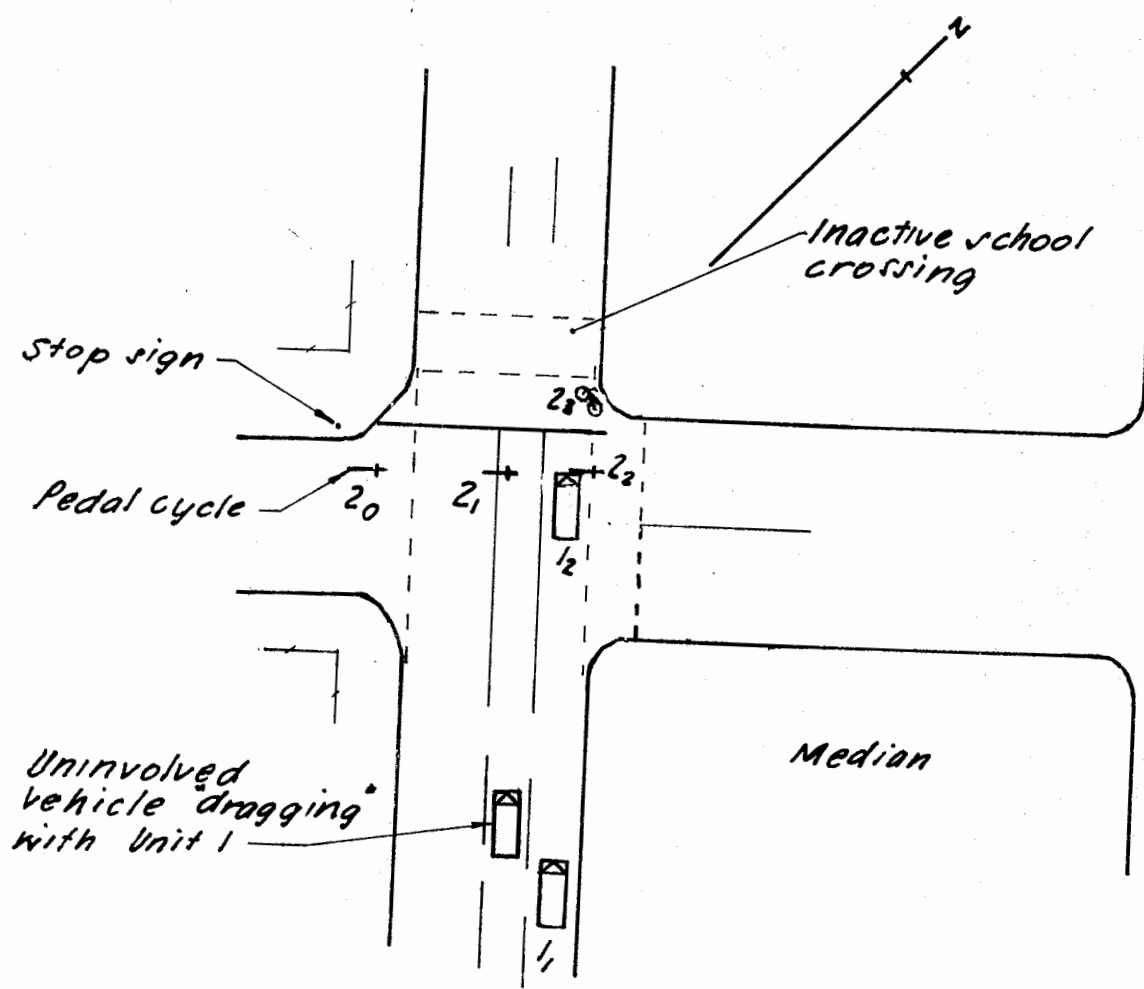 N
Inactive school
crossing
Stop sign
2₃
Pedal cycle
2₀
2₁
2₂
1₂
Median
Uninvolved
vehicle "dragging"
with Unit 1
1₁